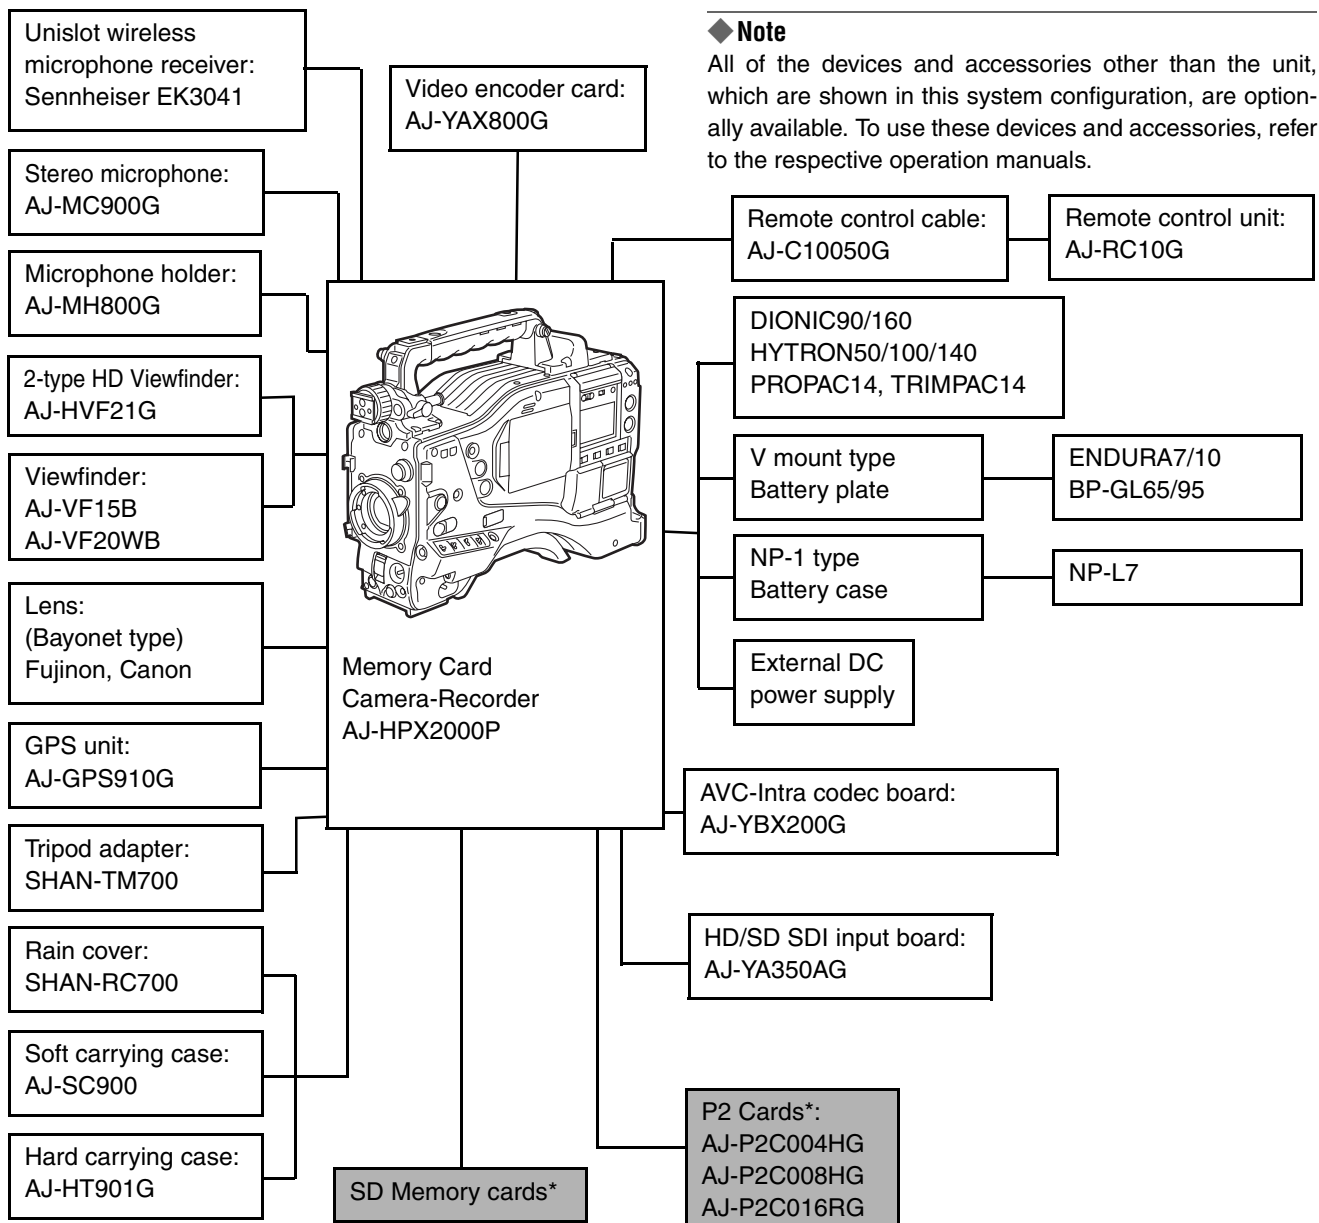 Unislot wireless
microphone receiver:
Sennheiser EK3041
Video encoder card:
AJ-YAX800G
◆Note
All of the devices and accessories other than the unit,
which are shown in this system configuration, are option-
ally available. To use these devices and accessories, refer
to the respective operation manuals.
Stereo microphone:
AJ-MC900G
Remote control cable:
AJ-C10050G
Remote control unit:
AJ-RC10G
Microphone holder:
AJ-MH800G
DIONIC90/160
HYTRON50/100/140
PROPAC14, TRIMPAC14
2-type HD Viewfinder:
AJ-HVF21G
Viewfinder:
AJ-VF15B
AJ-VF20WB
V mount type
Battery plate
ENDURA7/10
BP-GL65/95
NP-1 type
Battery case
NP-L7
Lens:
(Bayonet type)
Fujinon, Canon
External DC
power supply
Memory Card
Camera-Recorder
AJ-HPX2000P
GPS unit:
AJ-GPS910G
AVC-Intra codec board:
AJ-YBX200G
Tripod adapter:
SHAN-TM700
HD/SD SDI input board:
AJ-YA350AG
Rain cover:
SHAN-RC700
Soft carrying case:
AJ-SC900
Hard carrying case:
AJ-HT901G
SD Memory cards*
P2 Cards*:
AJ-P2C004HG
AJ-P2C008HG
AJ-P2C016RG